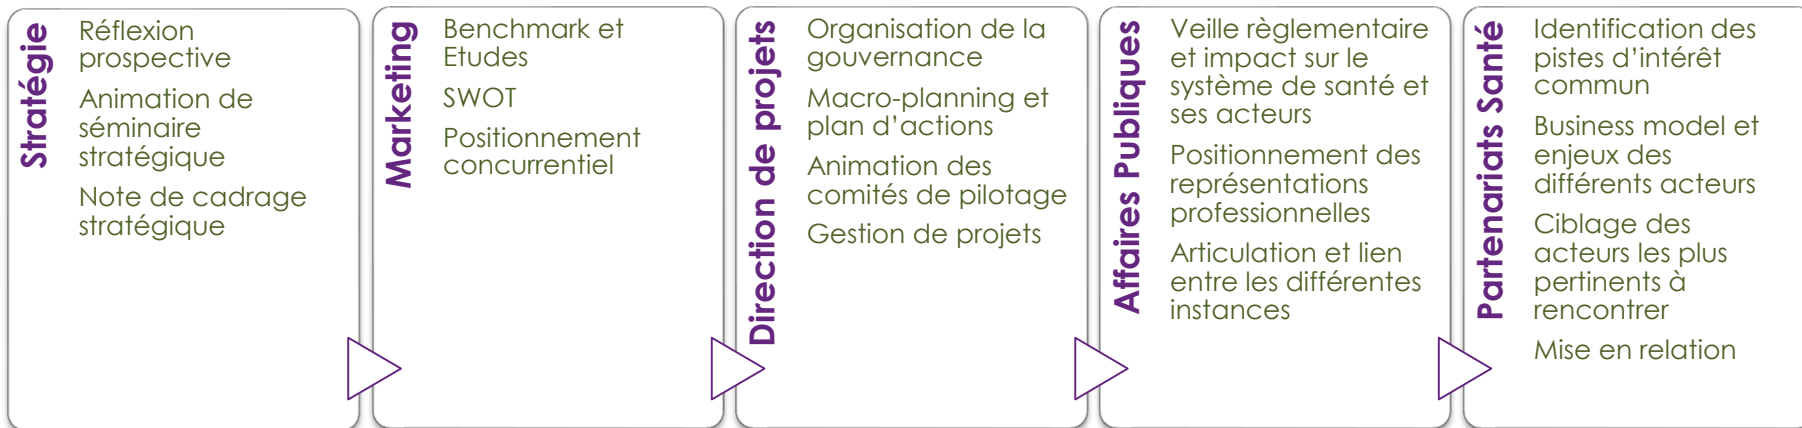 Stratégie
Réflexion
prospective
Animation de
séminaire
stratégique
Note de cadrage
stratégique
Marketing
Benchmark et
Etudes
SWOT
Positionnement
concurrentiel
Direction de projets
Organisation de la
gouvernance
Macro-planning et
plan d’actions
Animation des
comités de pilotage
Gestion de projets
Affaires Publiques
Veille règlementaire
et impact sur le
système de santé et
ses acteurs
Positionnement des
représentations
professionnelles
Articulation et lien
entre les différentes
instances
Partenariats Santé
Identification des
pistes d’intérêt
commun
Business model et
enjeux des
différents acteurs
Ciblage des
acteurs les plus
pertinents à
rencontrer
Mise en relation